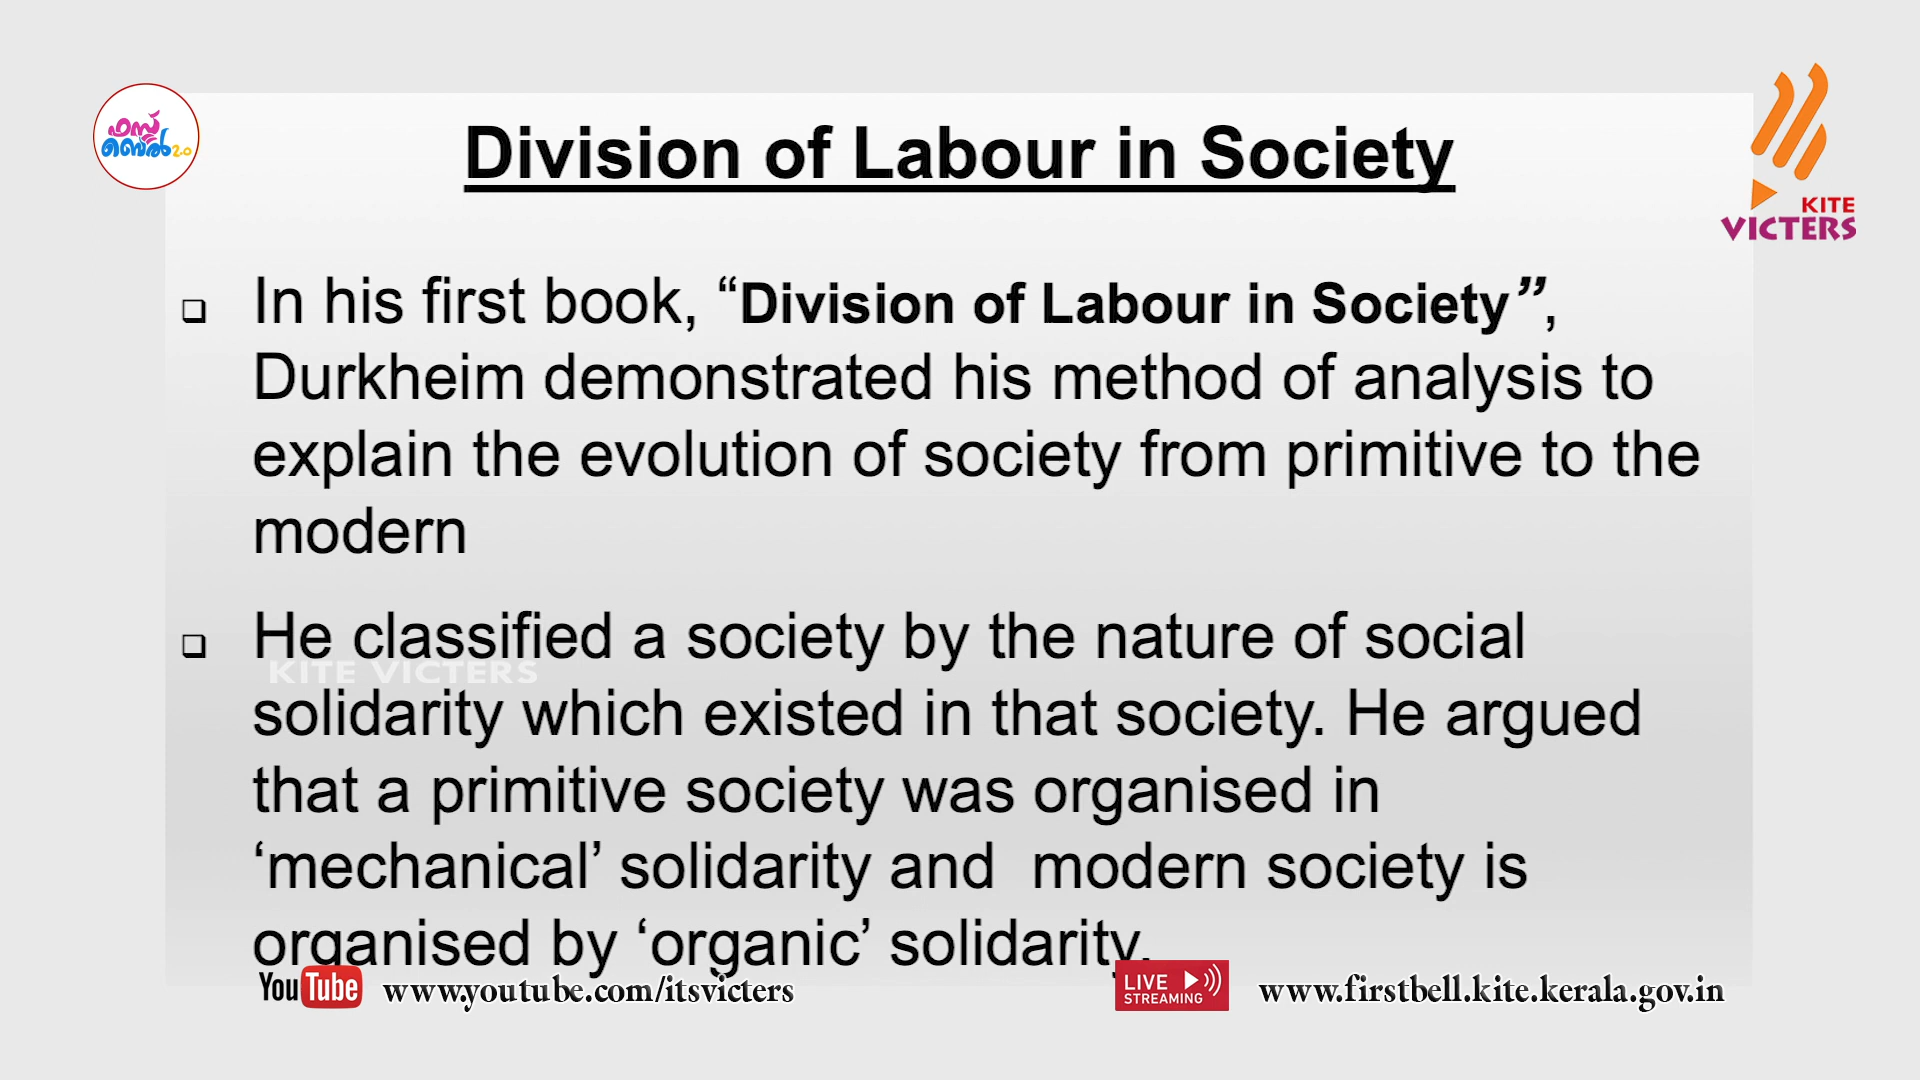 ഫസ്റ്റ്
ബെൽ 2.0
Division of Labour in Society
KITE
VICTERS
❑ In his first book, “Division of Labour in Society”,
Durkheim demonstrated his method of analysis to
explain the evolution of society from primitive to the
modern
❑ He classified a society by the nature of social
KITE VICTERS
solidarity which existed in that society. He argued
that a primitive society was organised in
‘mechanical’ solidarity and  modern society is
organised by ‘organic’ solidarity.
YouTube www.youtube.com/itsvicters
LIVE
STREAMING
www.firstbell.kite.kerala.gov.in